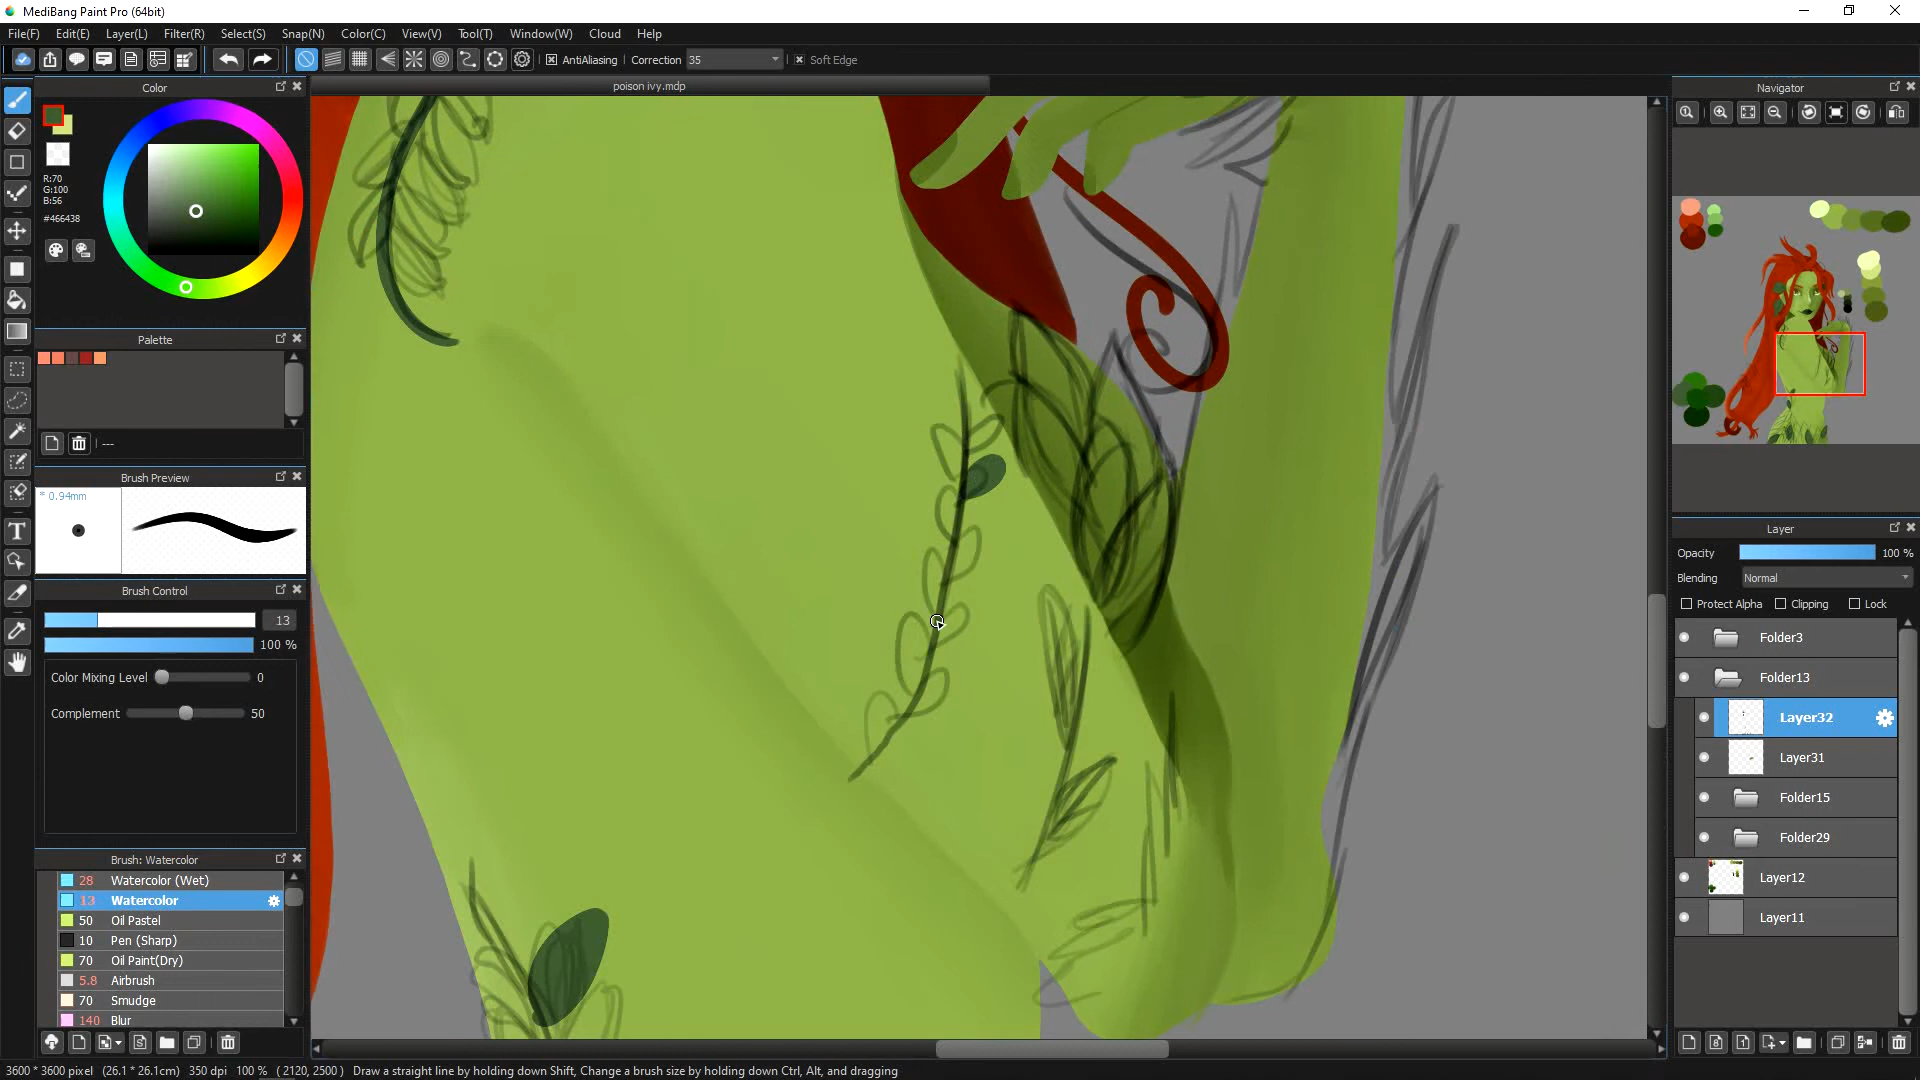 MediBang Paint Pro (64bit)
File(F) Edit(E) Layer(L) Filter(R) Select(S) Snap(N) Color(C) View(V) Tool(T) Window(W) Cloud Help
AntiAliasing Correction 35 Soft Edge
Color
poison ivy.mdp
Navigator
R:70
G:100
B:56
#466438
Palette
---
Brush Preview
* 0.94mm
Brush Control
13
100 %
Color Mixing Level 0
Complement 50
Brush: Watercolor
28 Watercolor (Wet)
13 Watercolor
50 Oil Pastel
10 Pen (Sharp)
70 Oil Paint(Dry)
5.8 Airbrush
70 Smudge
140 Blur
Layer
Opacity 100 %
Blending Normal
Protect Alpha Clipping Lock
Folder3
Folder13
Layer32
Layer31
Folder15
Folder29
Layer12
Layer11
3600 * 3600 pixel (26.1 * 26.1cm) 350 dpi 100 % ( 2120, 2500 ) Draw a straight line by holding down Shift, Change a brush size by holding down Ctrl, Alt, and dragging